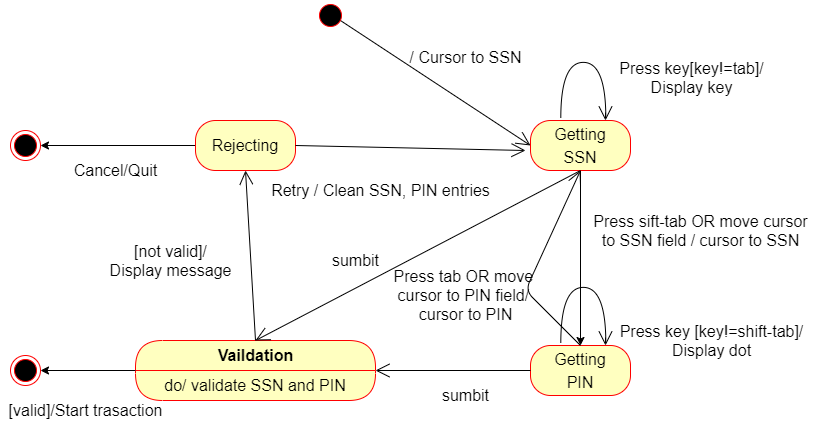 / Cursor to SSN
Press key[key!=tab]/
Display key
Getting
SSN
Rejecting
Cancel/Quit
Retry / Clean SSN, PIN entries
Press sift-tab OR move cursor
to SSN field / cursor to SSN
[not valid]/
Display message
sumbit
Press tab OR move
cursor to PIN field/
cursor to PIN
Press key [key!=shift-tab]/
Display dot
Vaildation
do/ validate SSN and PIN
Getting
PIN
sumbit
[valid]/Start trasaction